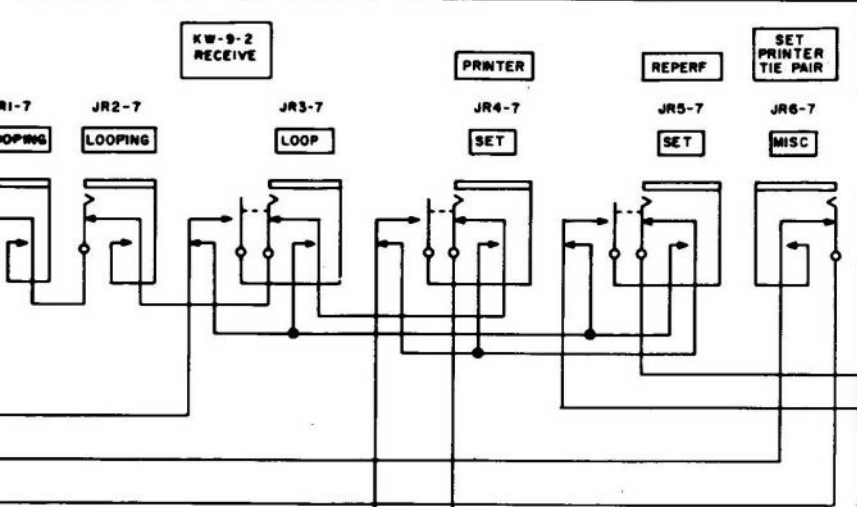 KW-9-2
RECEIVE
PRINTER
REPERF
SET
PRINTER
TIE PAIR
JR2-7
JR3-7
JR4-7
JR5-7
JR6-7
LOOPING
LOOP
SET
SET
MISC